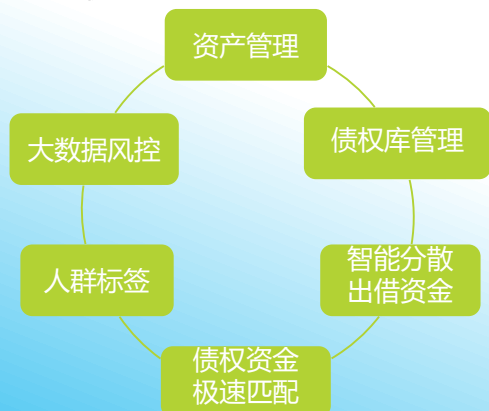 资产管理
大数据风控
债权库管理
人群标签
智能分散
出借资金
债权资金
极速匹配